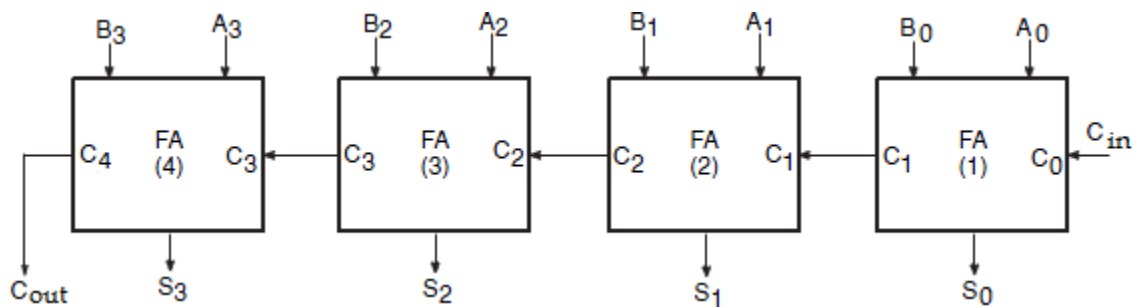 B3 A3 B2 A2 B1 A1 B0 A0
FA FA FA FA
Cin
C4 C3 C3 C2 C2 C1 C1 C0
(4) (3) (2) (1)
Cout S3 S2 S1 S0